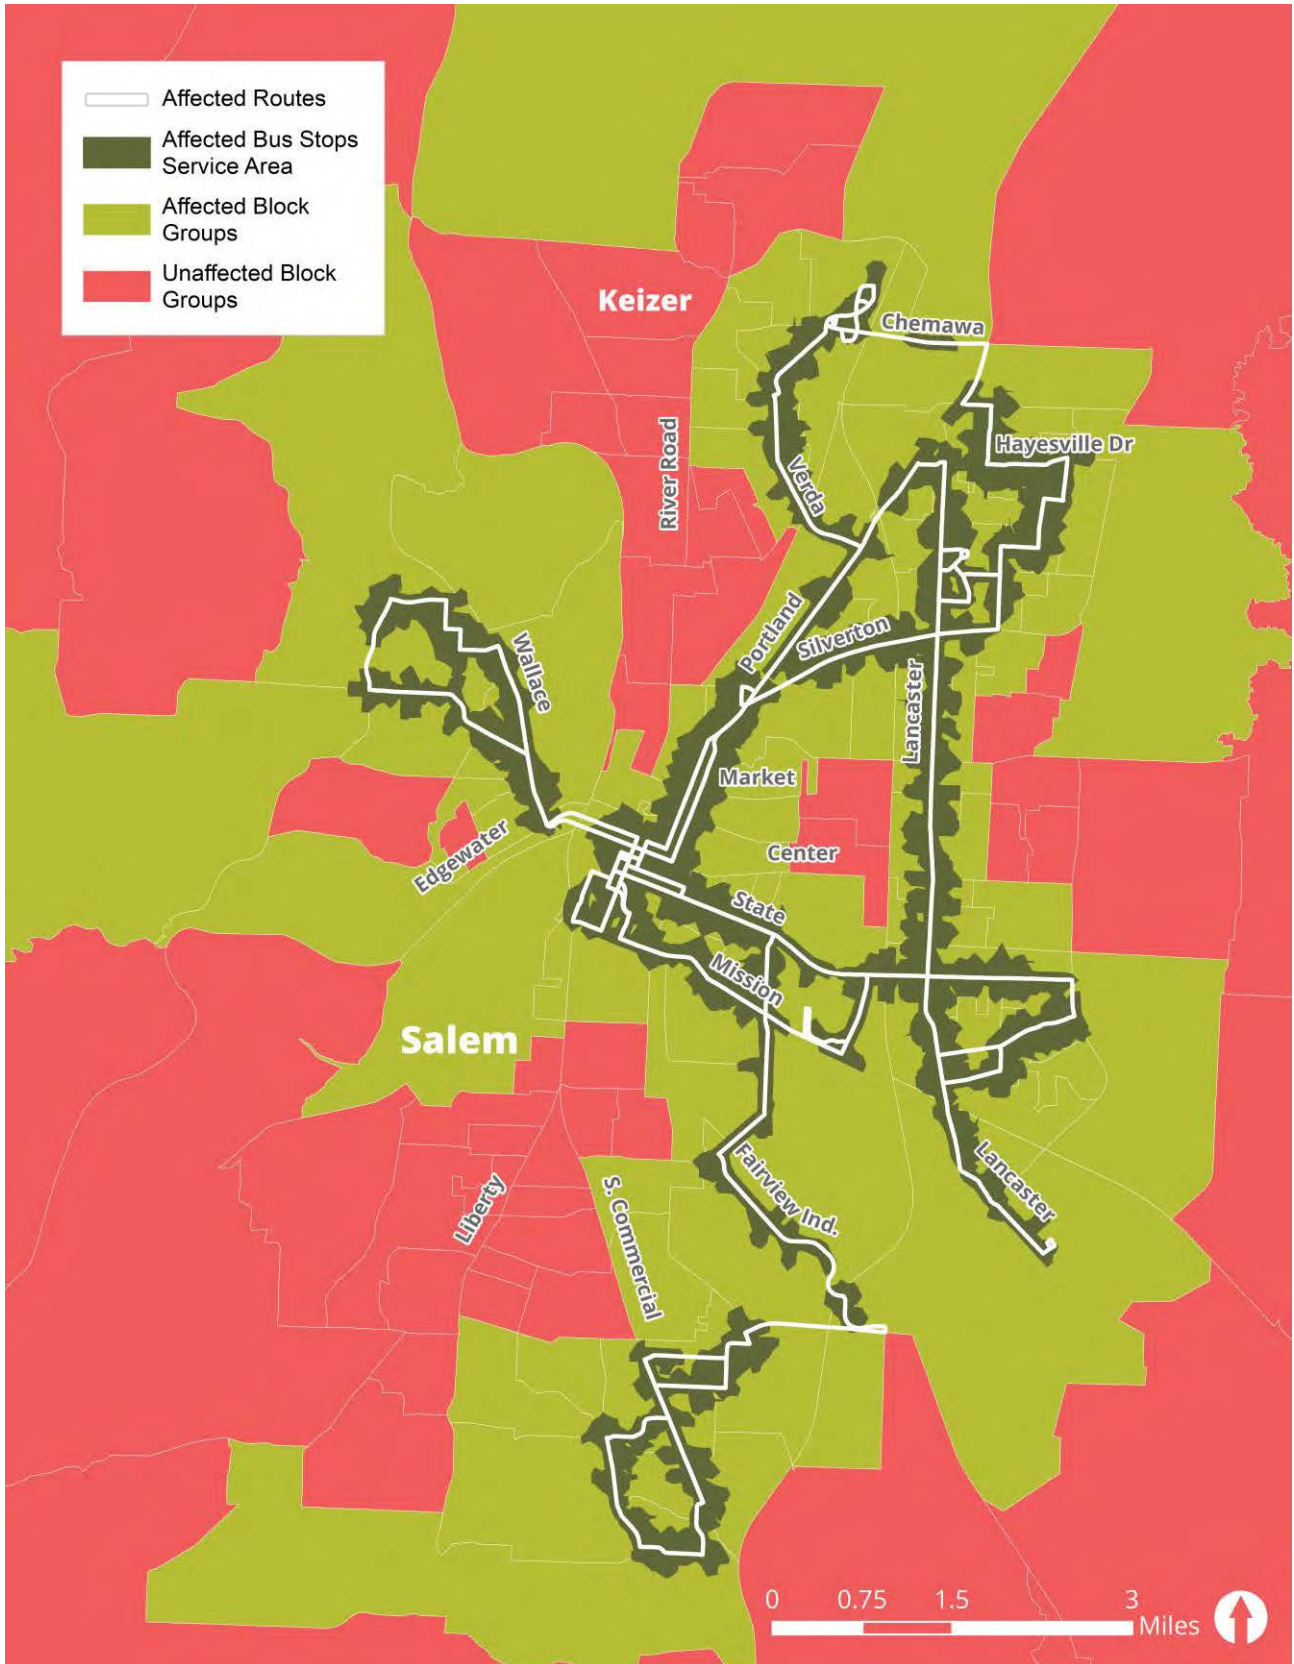 Affected Routes
Affected Bus Stops
Service Area
Affected Block
Groups
Unaffected Block
Groups
Keizer
Chemawa
River Road
Hayesville Dr
Verda
Portland
Silverton
Wallace
Lancaster
Market
Edgewater
Center
State
Mission
Salem
Fairview Ind.
Lancaster
Liberty
S. Commercial
0 0.75 1.5 3
Miles